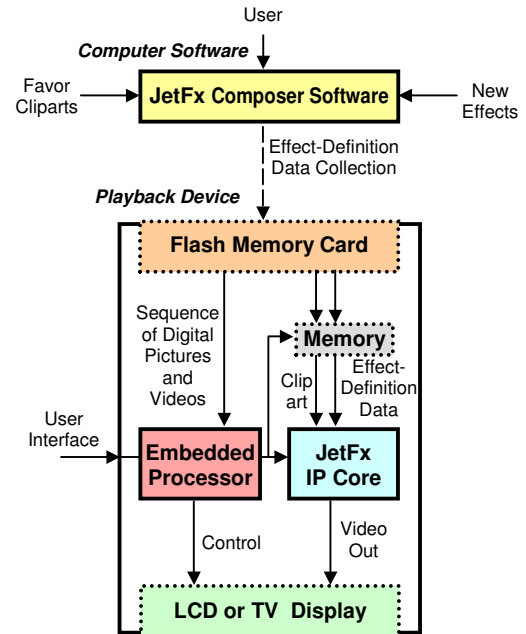 User
Computer Software
Favor
Cliparts
JetFx Composer Software
New
Effects
Effect-Definition
Data Collection
Playback Device
Flash Memory Card
Sequence
of Digital
Pictures
and
Videos
Memory
Clip
art
Effect-
Definition
Data
User
Interface
Embedded
Processor
JetFx
IP Core
Control
Video
Out
LCD or TV Display